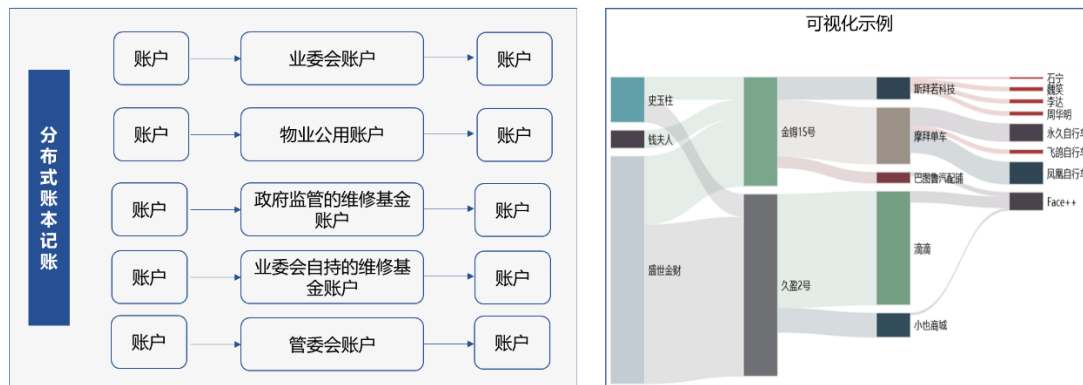 分布式账本记账
账户
业委会账户
账户
账户
物业公用账户
账户
账户
政府监管的维修基金
账户
账户
账户
业委会自持的维修基
金账户
账户
账户
管委会账户
账户
可视化示例
史玉柱
钱夫人
盛世金财
金锝15号
久盈2号
斯拜若科技
摩拜单车
巴图鲁汽配铺
滴滴
小也商城
石宁
魏笑
李达
周华明
永久自行车
飞鸽自行车
凤凰自行车
Face++